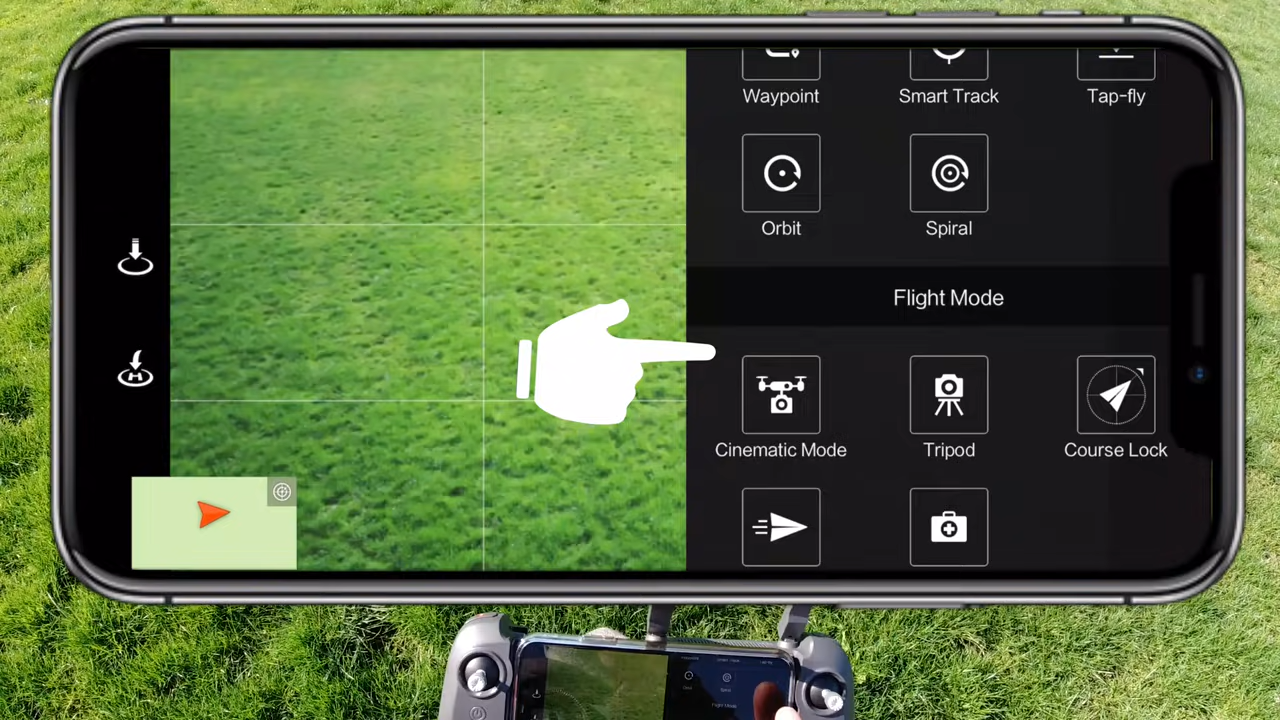 Waypoint
Smart Track
Tap-fly
Orbit
Spiral
Flight Mode
Cinematic Mode
Tripod
Course Lock
H